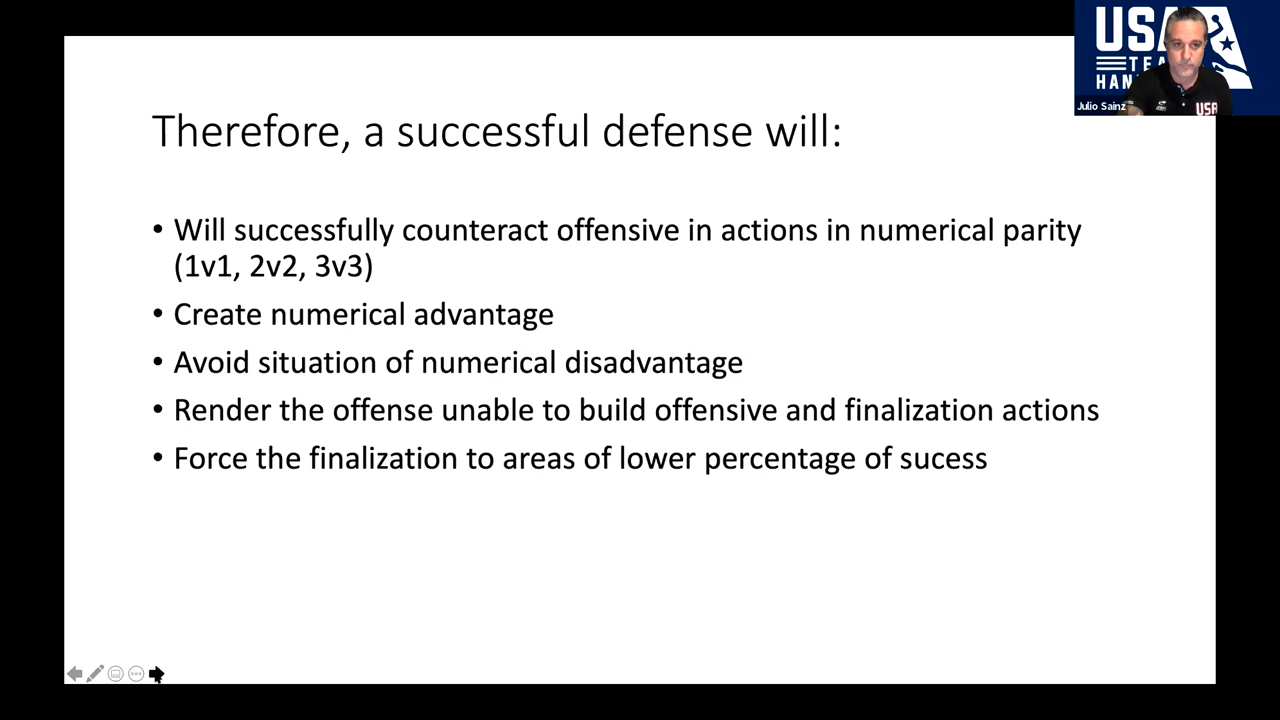 USA
TEA
HAN
Julio Sainz
USA
Therefore, a successful defense will:
• Will successfully counteract offensive in actions in numerical parity
(1v1, 2v2, 3v3)
• Create numerical advantage
• Avoid situation of numerical disadvantage
• Render the offense unable to build offensive and finalization actions
• Force the finalization to areas of lower percentage of sucess